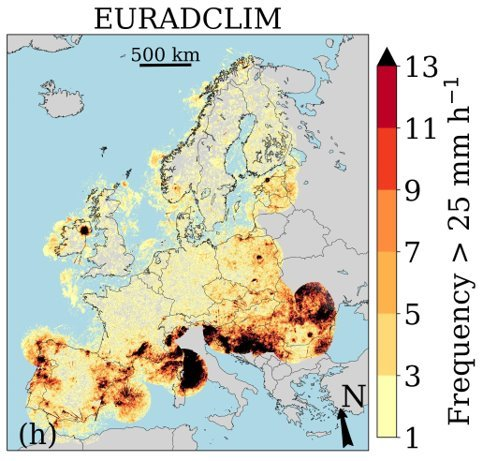 EURADCLIM
500 km
13
11
9
7
5
3
1
Frequency > 25 mm h⁻¹
N
(h)